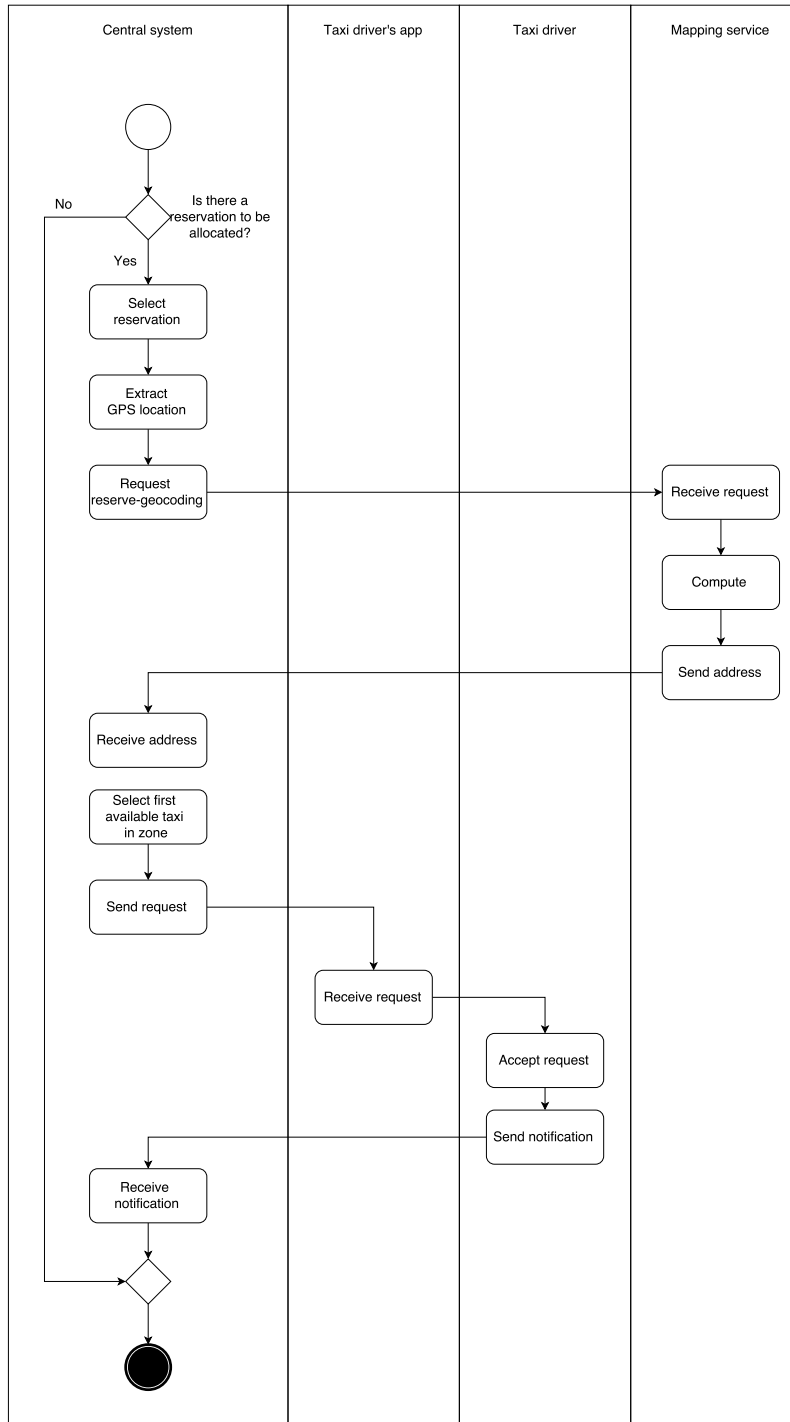 Central system
Taxi driver's app
Taxi driver
Mapping service
Is there a
reservation to be
allocated?
No
Yes
Select
reservation
Extract
GPS location
Request
reserve-geocoding
Receive request
Compute
Send address
Receive address
Select first
available taxi
in zone
Send request
Receive request
Accept request
Send notification
Receive
notification